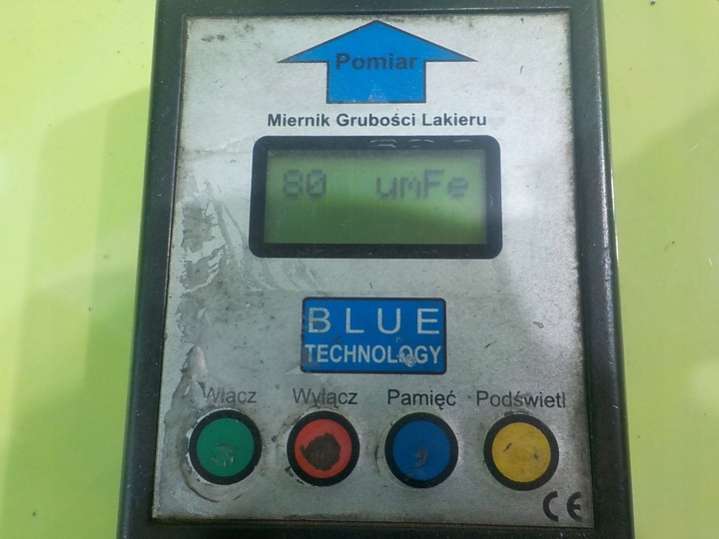 Pomiar
Miernik Grubości Lakieru
80 umFe
BLUE
TECHNOLOGY
Włącz Wyłącz Pamięć Podświetl
CE